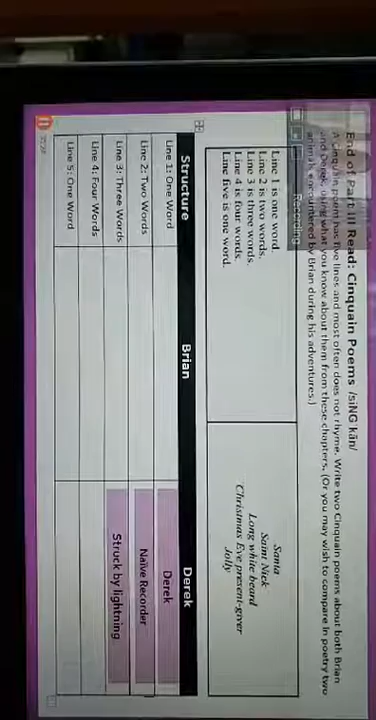 End of Part III Read: Cinquain Poems /siNG'kān/
A cinquain poem has five lines and most often does not rhyme. Write two Cinquain poems about both Brian
and Derek, using what you know about them from these chapters. (Or you may wish to compare in poetry two
animals encountered by Brian during his adventures.)
Recording
Line 1 is one word.
Line 2 is two words.
Line 3 is three words.
Line 4 is four words.
Line five is one word.
Santa
Saint Nick
Long white beard
Christmas Eve present-giver
Jolly
Structure Brian Derek
Line 1: One Word Derek
Line 2: Two Words Naïve Recorder
Line 3: Three Words Struck by lightning.
Line 4: Four Words
Line 5: One Word